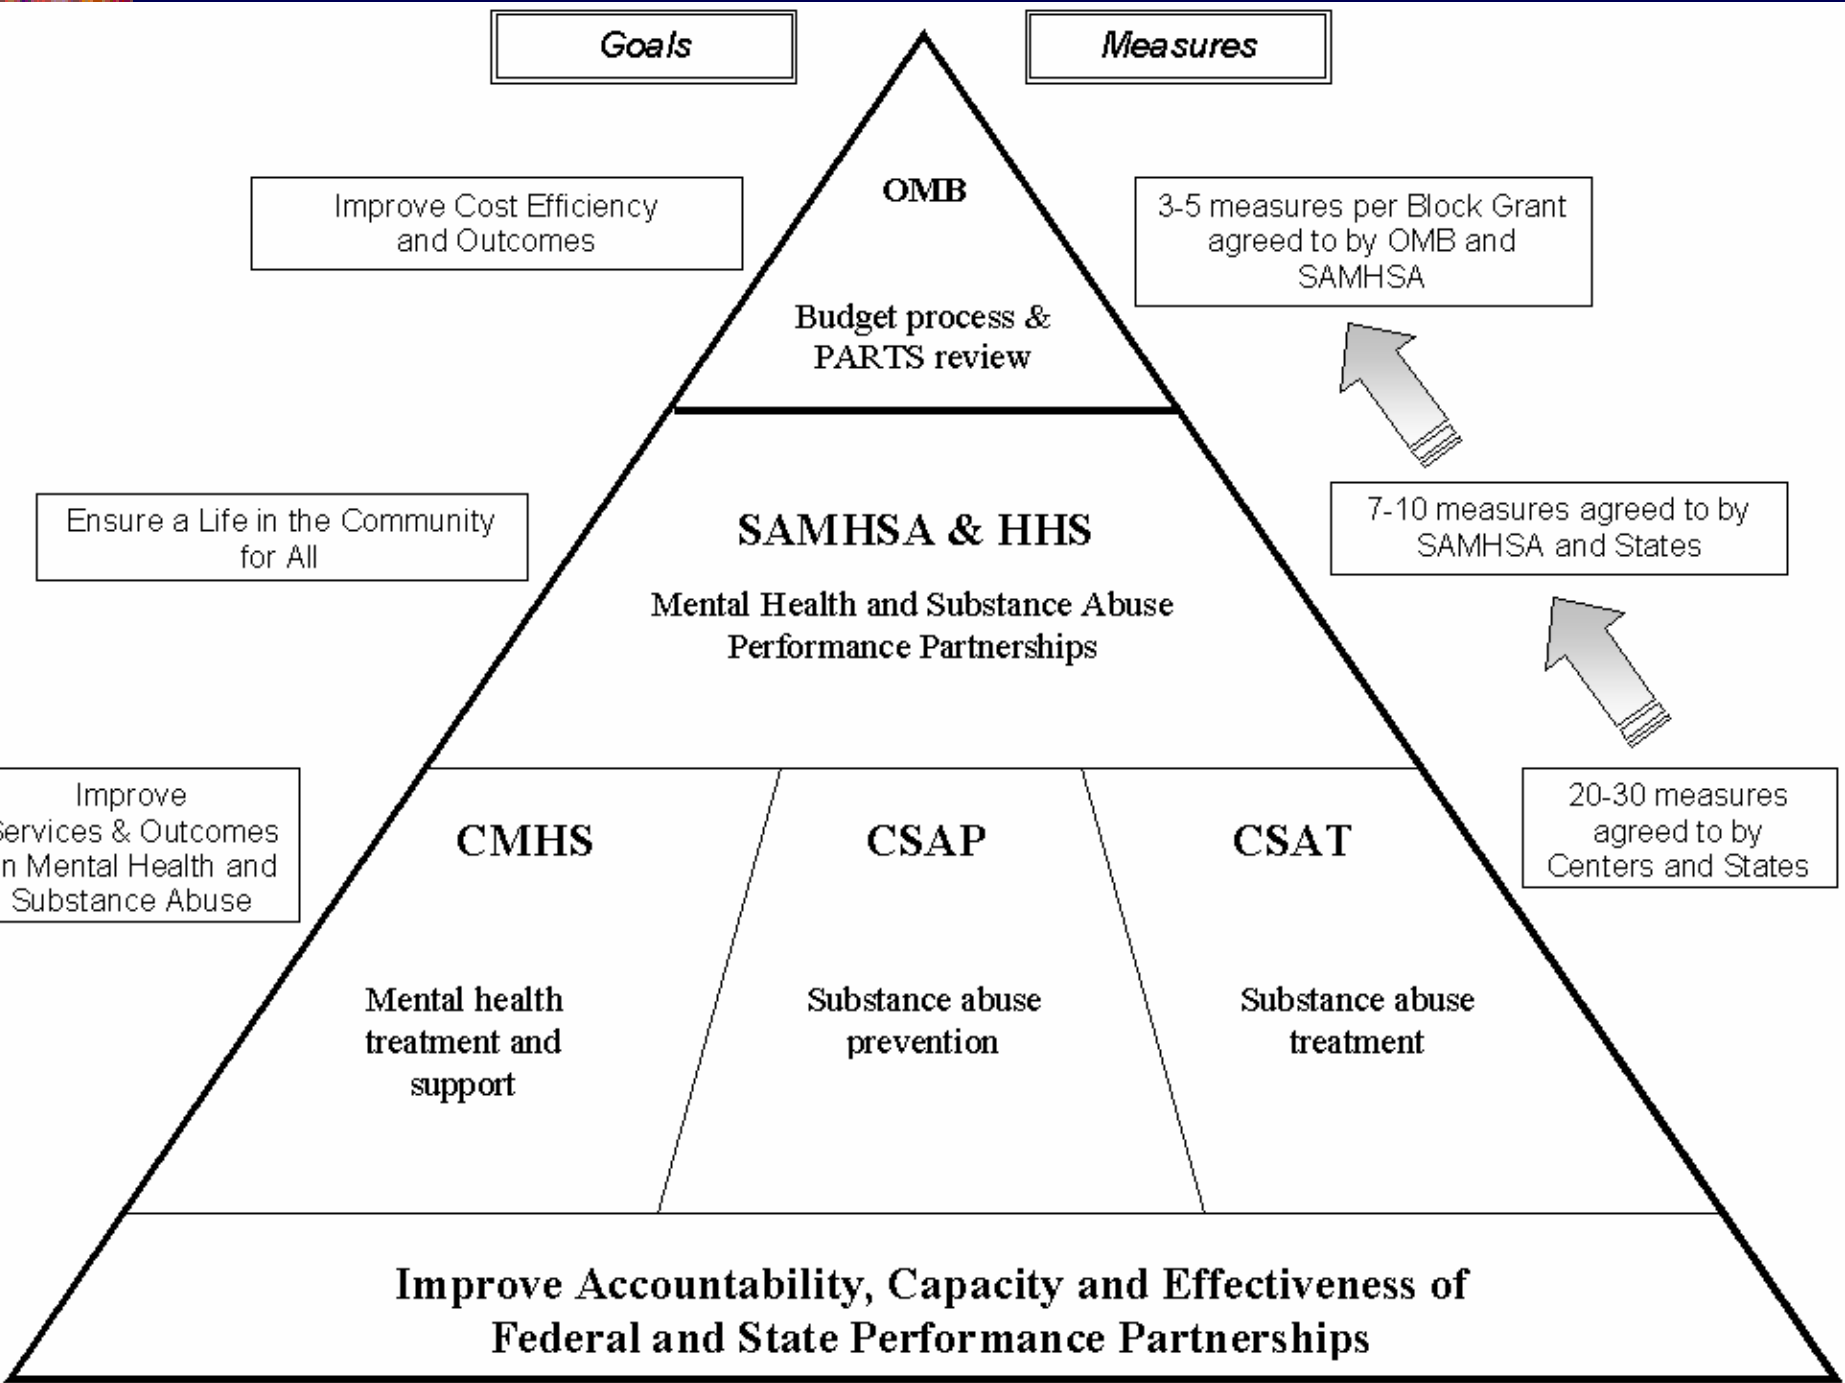 Goals
Measures
OMB
Improve Cost Efficiency
and Outcomes
3-5 measures per Block Grant
agreed to by OMB and
SAMHSA
Budget process &
PARTS review
Ensure a Life in the Community
for All
SAMHSA & HHS
Mental Health and Substance Abuse
Performance Partnerships
7-10 measures agreed to by
SAMHSA and States
Improve
Services & Outcomes
in Mental Health and
Substance Abuse
CMHS
CSAP
CSAT
20-30 measures
agreed to by
Centers and States
Mental health
treatment and
support
Substance abuse
prevention
Substance abuse
treatment
Improve Accountability, Capacity and Effectiveness of
Federal and State Performance Partnerships